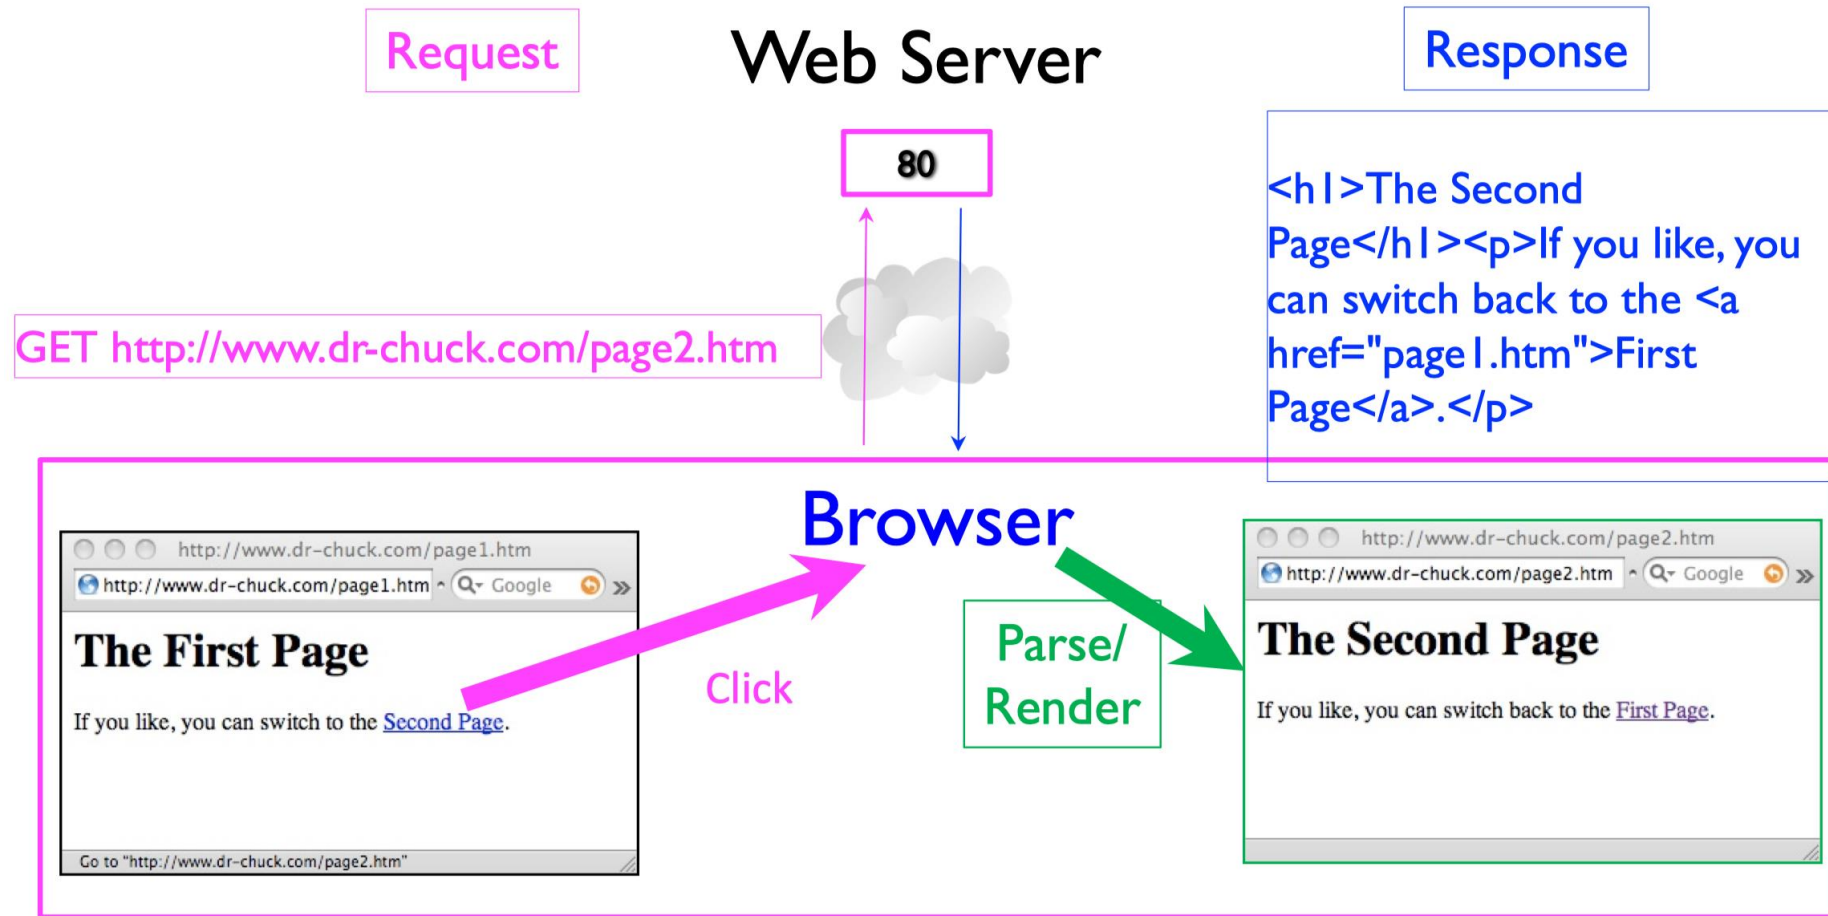 Request
Web Server
Response
80
<h1>The Second
Page</h1><p>If you like, you
can switch back to the <a
href="page1.htm">First
Page</a>.</p>
GET http://www.dr-chuck.com/page2.htm
Browser
http://www.dr-chuck.com/page1.htm
http://www.dr-chuck.com/page1.htm Google
The First Page
If you like, you can switch to the Second Page.
Go to "http://www.dr-chuck.com/page2.htm"
Click
Parse/
Render
http://www.dr-chuck.com/page2.htm
http://www.dr-chuck.com/page2.htm Google
The Second Page
If you like, you can switch back to the First Page.